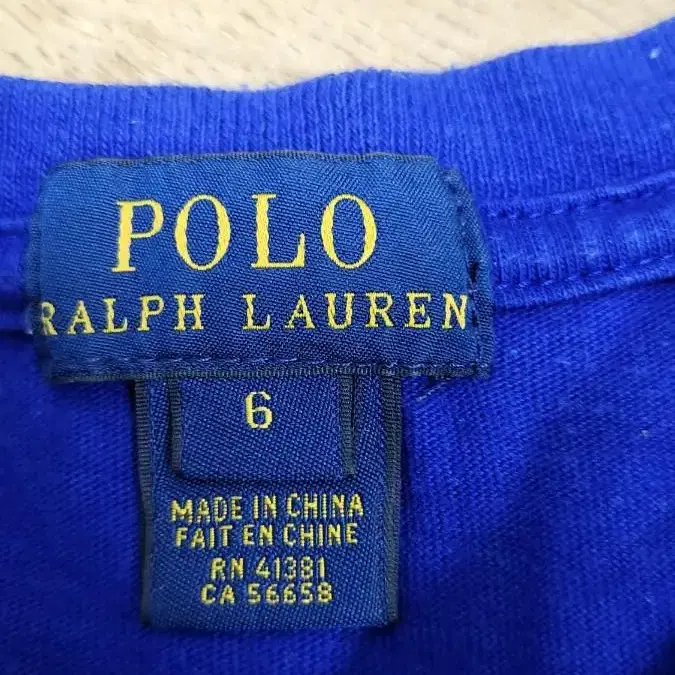 POLO
RALPH LAUREN
6
MADE IN CHINA
FAIT EN CHINE
RN 41381
CA 56658